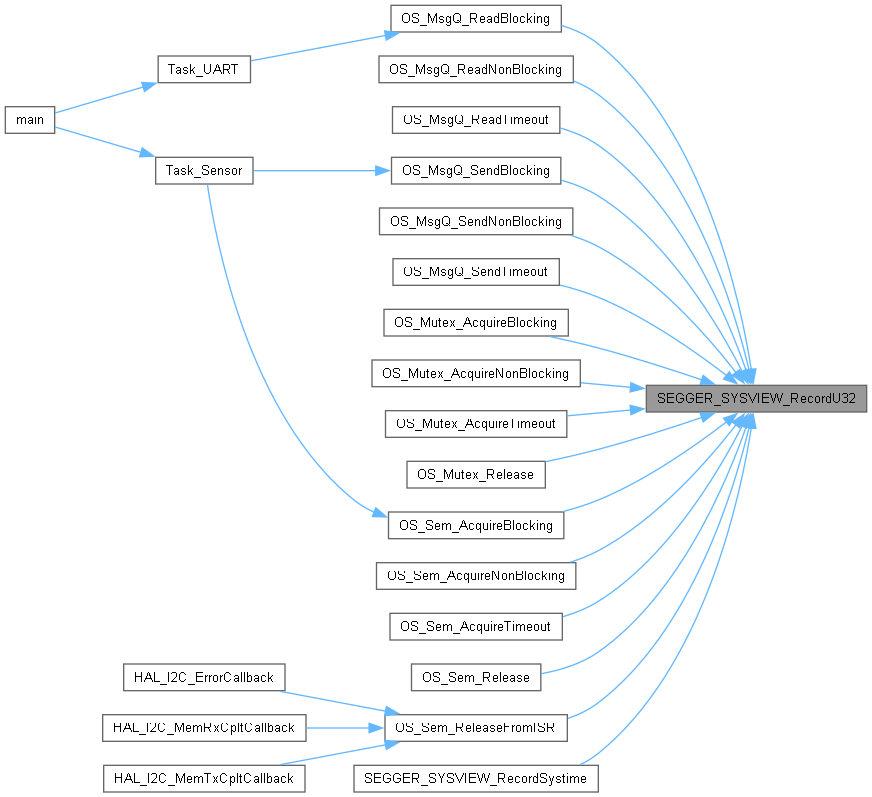 OS_MsgQ_ReadBlocking
Task_UART
OS_MsgQ_ReadNonBlocking
main
OS_MsgQ_ReadTimeout
Task_Sensor
OS_MsgQ_SendBlocking
OS_MsgQ_SendNonBlocking
OS_MsgQ_SendTimeout
OS_Mutex_AcquireBlocking
OS_Mutex_AcquireNonBlocking
SEGGER_SYSVIEW_RecordU32
OS_Mutex_AcquireTimeout
OS_Mutex_Release
OS_Sem_AcquireBlocking
OS_Sem_AcquireNonBlocking
OS_Sem_AcquireTimeout
HAL_I2C_ErrorCallback
OS_Sem_Release
HAL_I2C_MemRxCpltCallback
OS_Sem_ReleaseFromISR
HAL_I2C_MemTxCpltCallback
SEGGER_SYSVIEW_RecordSystime